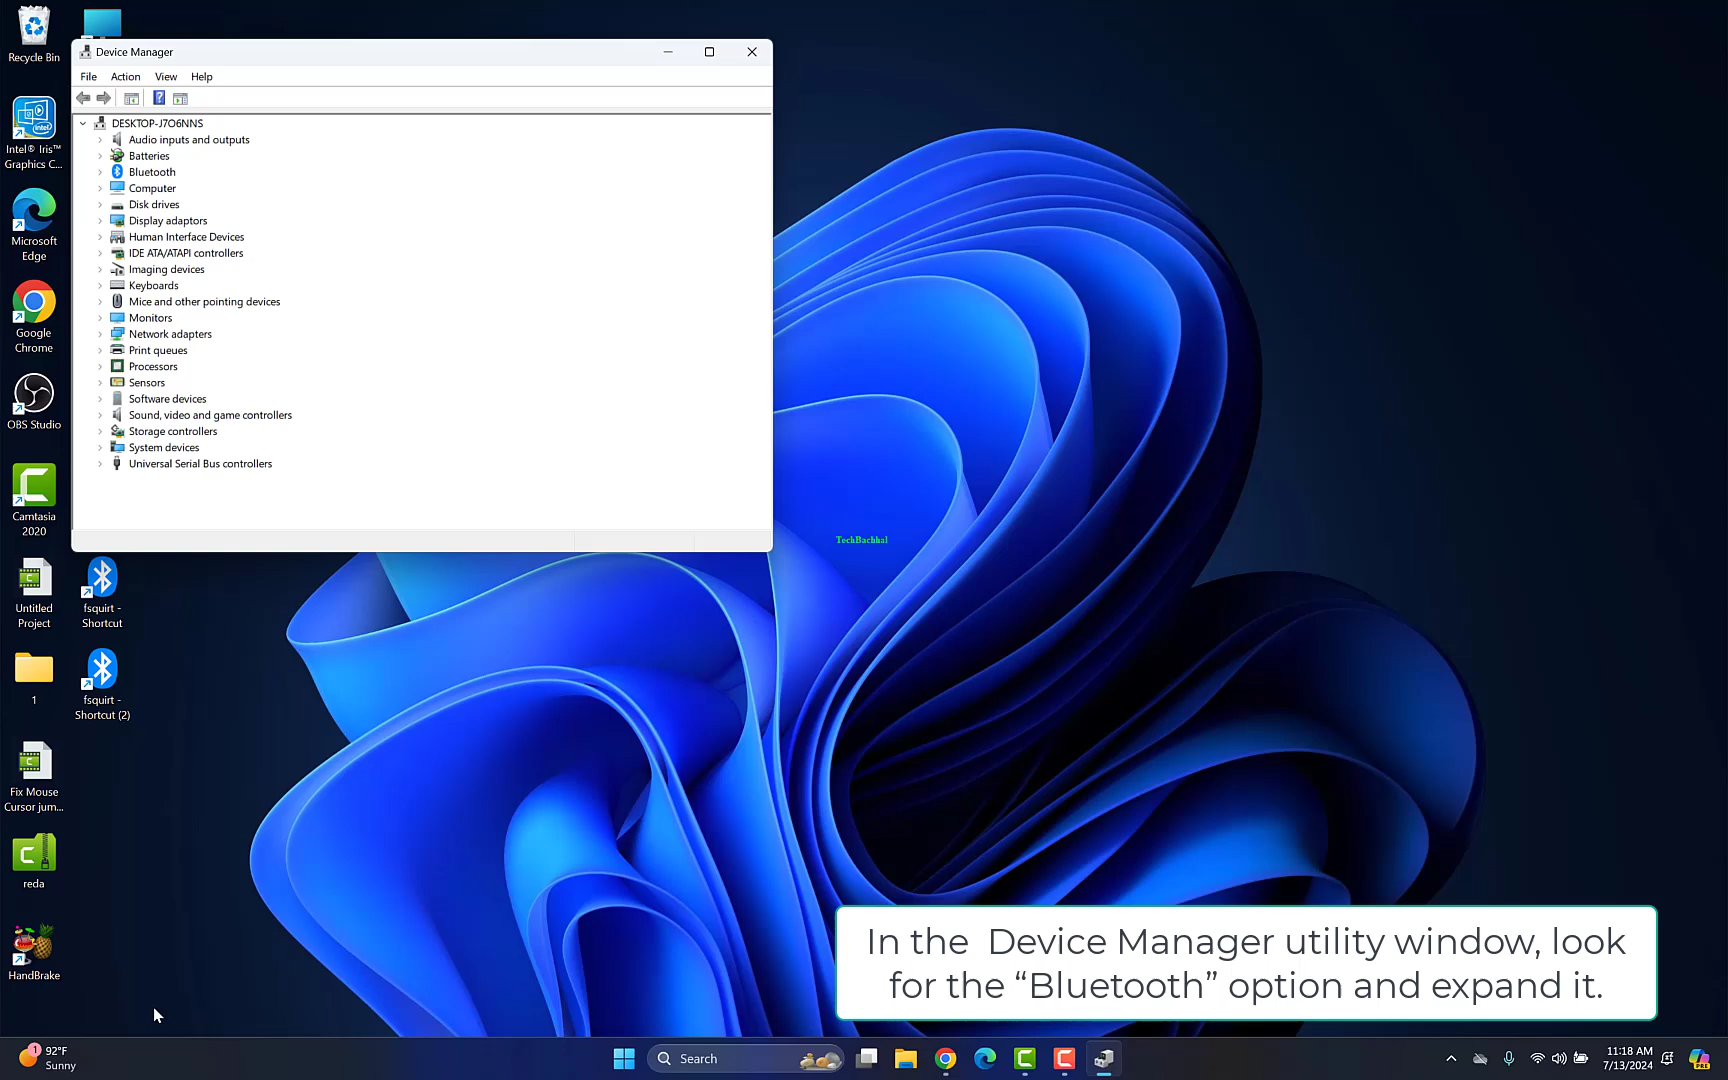 Recycle Bin
Intel® Iris™
Graphics C...
Microsoft
Edge
Google
Chrome
OBS Studio
Camtasia
2020
Untitled
Project
1
Fix Mouse
Cursor jum...
reda
HandBrake
fsquirt -
Shortcut
fsquirt -
Shortcut (2)
Device Manager
File Action View Help
DESKTOP-J7O6NNS
Audio inputs and outputs
Batteries
Bluetooth
Computer
Disk drives
Display adaptors
Human Interface Devices
IDE ATA/ATAPI controllers
Imaging devices
Keyboards
Mice and other pointing devices
Monitors
Network adapters
Print queues
Processors
Sensors
Software devices
Sound, video and game controllers
Storage controllers
System devices
Universal Serial Bus controllers
TechBachhal
In the Device Manager utility window, look
for the “Bluetooth” option and expand it.
1
92°F
Sunny
Search
11:18 AM
7/13/2024
PRE